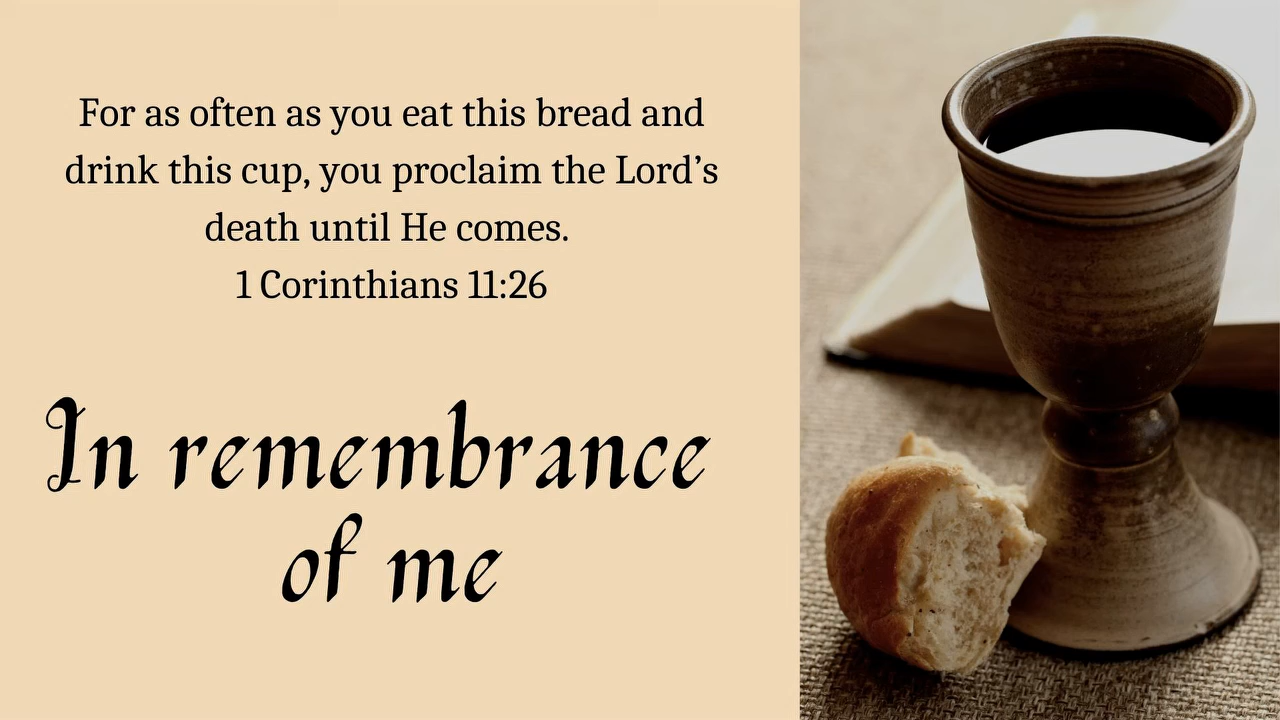 For as often as you eat this bread and
drink this cup, you proclaim the Lord’s
death until He comes.
1 Corinthians 11:26
In remembrance
of me